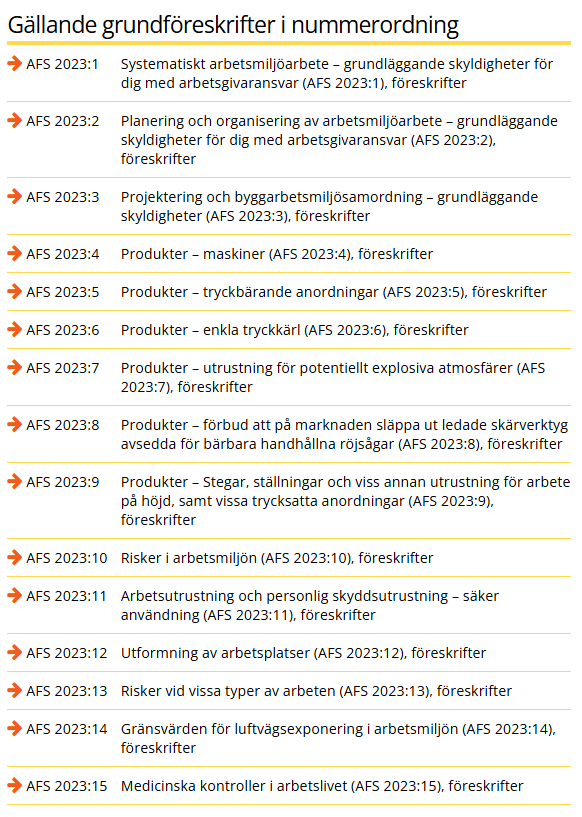 Gällande grundföreskrifter i nummerordning
AFS 2023:1 Systematiskt arbetsmiljöarbete – grundläggande skyldigheter för
dig med arbetsgivaransvar (AFS 2023:1), föreskrifter
AFS 2023:2 Planering och organisering av arbetsmiljöarbete – grundläggande
skyldigheter för dig med arbetsgivaransvar (AFS 2023:2),
föreskrifter
AFS 2023:3 Projektering och byggarbetsmiljösamordning – grundläggande
skyldigheter (AFS 2023:3), föreskrifter
AFS 2023:4 Produkter – maskiner (AFS 2023:4), föreskrifter
AFS 2023:5 Produkter – tryckbärande anordningar (AFS 2023:5), föreskrifter
AFS 2023:6 Produkter – enkla tryckkärl (AFS 2023:6), föreskrifter
AFS 2023:7 Produkter – utrustning för potentiellt explosiva atmosfärer (AFS
2023:7), föreskrifter
AFS 2023:8 Produkter – förbud att på marknaden släppa ut ledade skärverktyg
avsedda för bärbara handhållna röjsågar (AFS 2023:8), föreskrifter
AFS 2023:9 Produkter – Stegar, ställningar och viss annan utrustning för arbete
på höjd, samt vissa trycksatta anordningar (AFS 2023:9),
föreskrifter
AFS 2023:10 Risker i arbetsmiljön (AFS 2023:10), föreskrifter
AFS 2023:11 Arbetsutrustning och personlig skyddsutrustning – säker
användning (AFS 2023:11), föreskrifter
AFS 2023:12 Utformning av arbetsplatser (AFS 2023:12), föreskrifter
AFS 2023:13 Risker vid vissa typer av arbeten (AFS 2023:13), föreskrifter
AFS 2023:14 Gränsvärden för luftvägsexponering i arbetsmiljön (AFS 2023:14),
föreskrifter
AFS 2023:15 Medicinska kontroller i arbetslivet (AFS 2023:15), föreskrifter